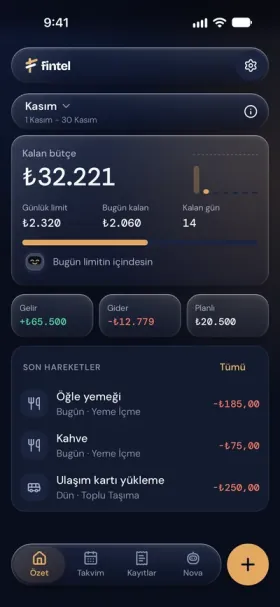 9:41
fintel
Kasım
1 Kasım - 30 Kasım
Kalan bütçe
₺32.221
Günlük limit Bugün kalan Kalan gün
₺2.320 ₺2.060 14
Bugün limitin içindesin
Gelir Gider Planlı
+₺65.500 -₺12.779 ₺20.500
SON HAREKETLER Tümü
Öğle yemeği
Bugün · Yeme İçme
-₺185,00
Kahve
Bugün · Yeme İçme
-₺75,00
Ulaşım kartı yükleme
Dün · Toplu Taşıma
-₺250,00
Özet Takvim Kayıtlar Nova